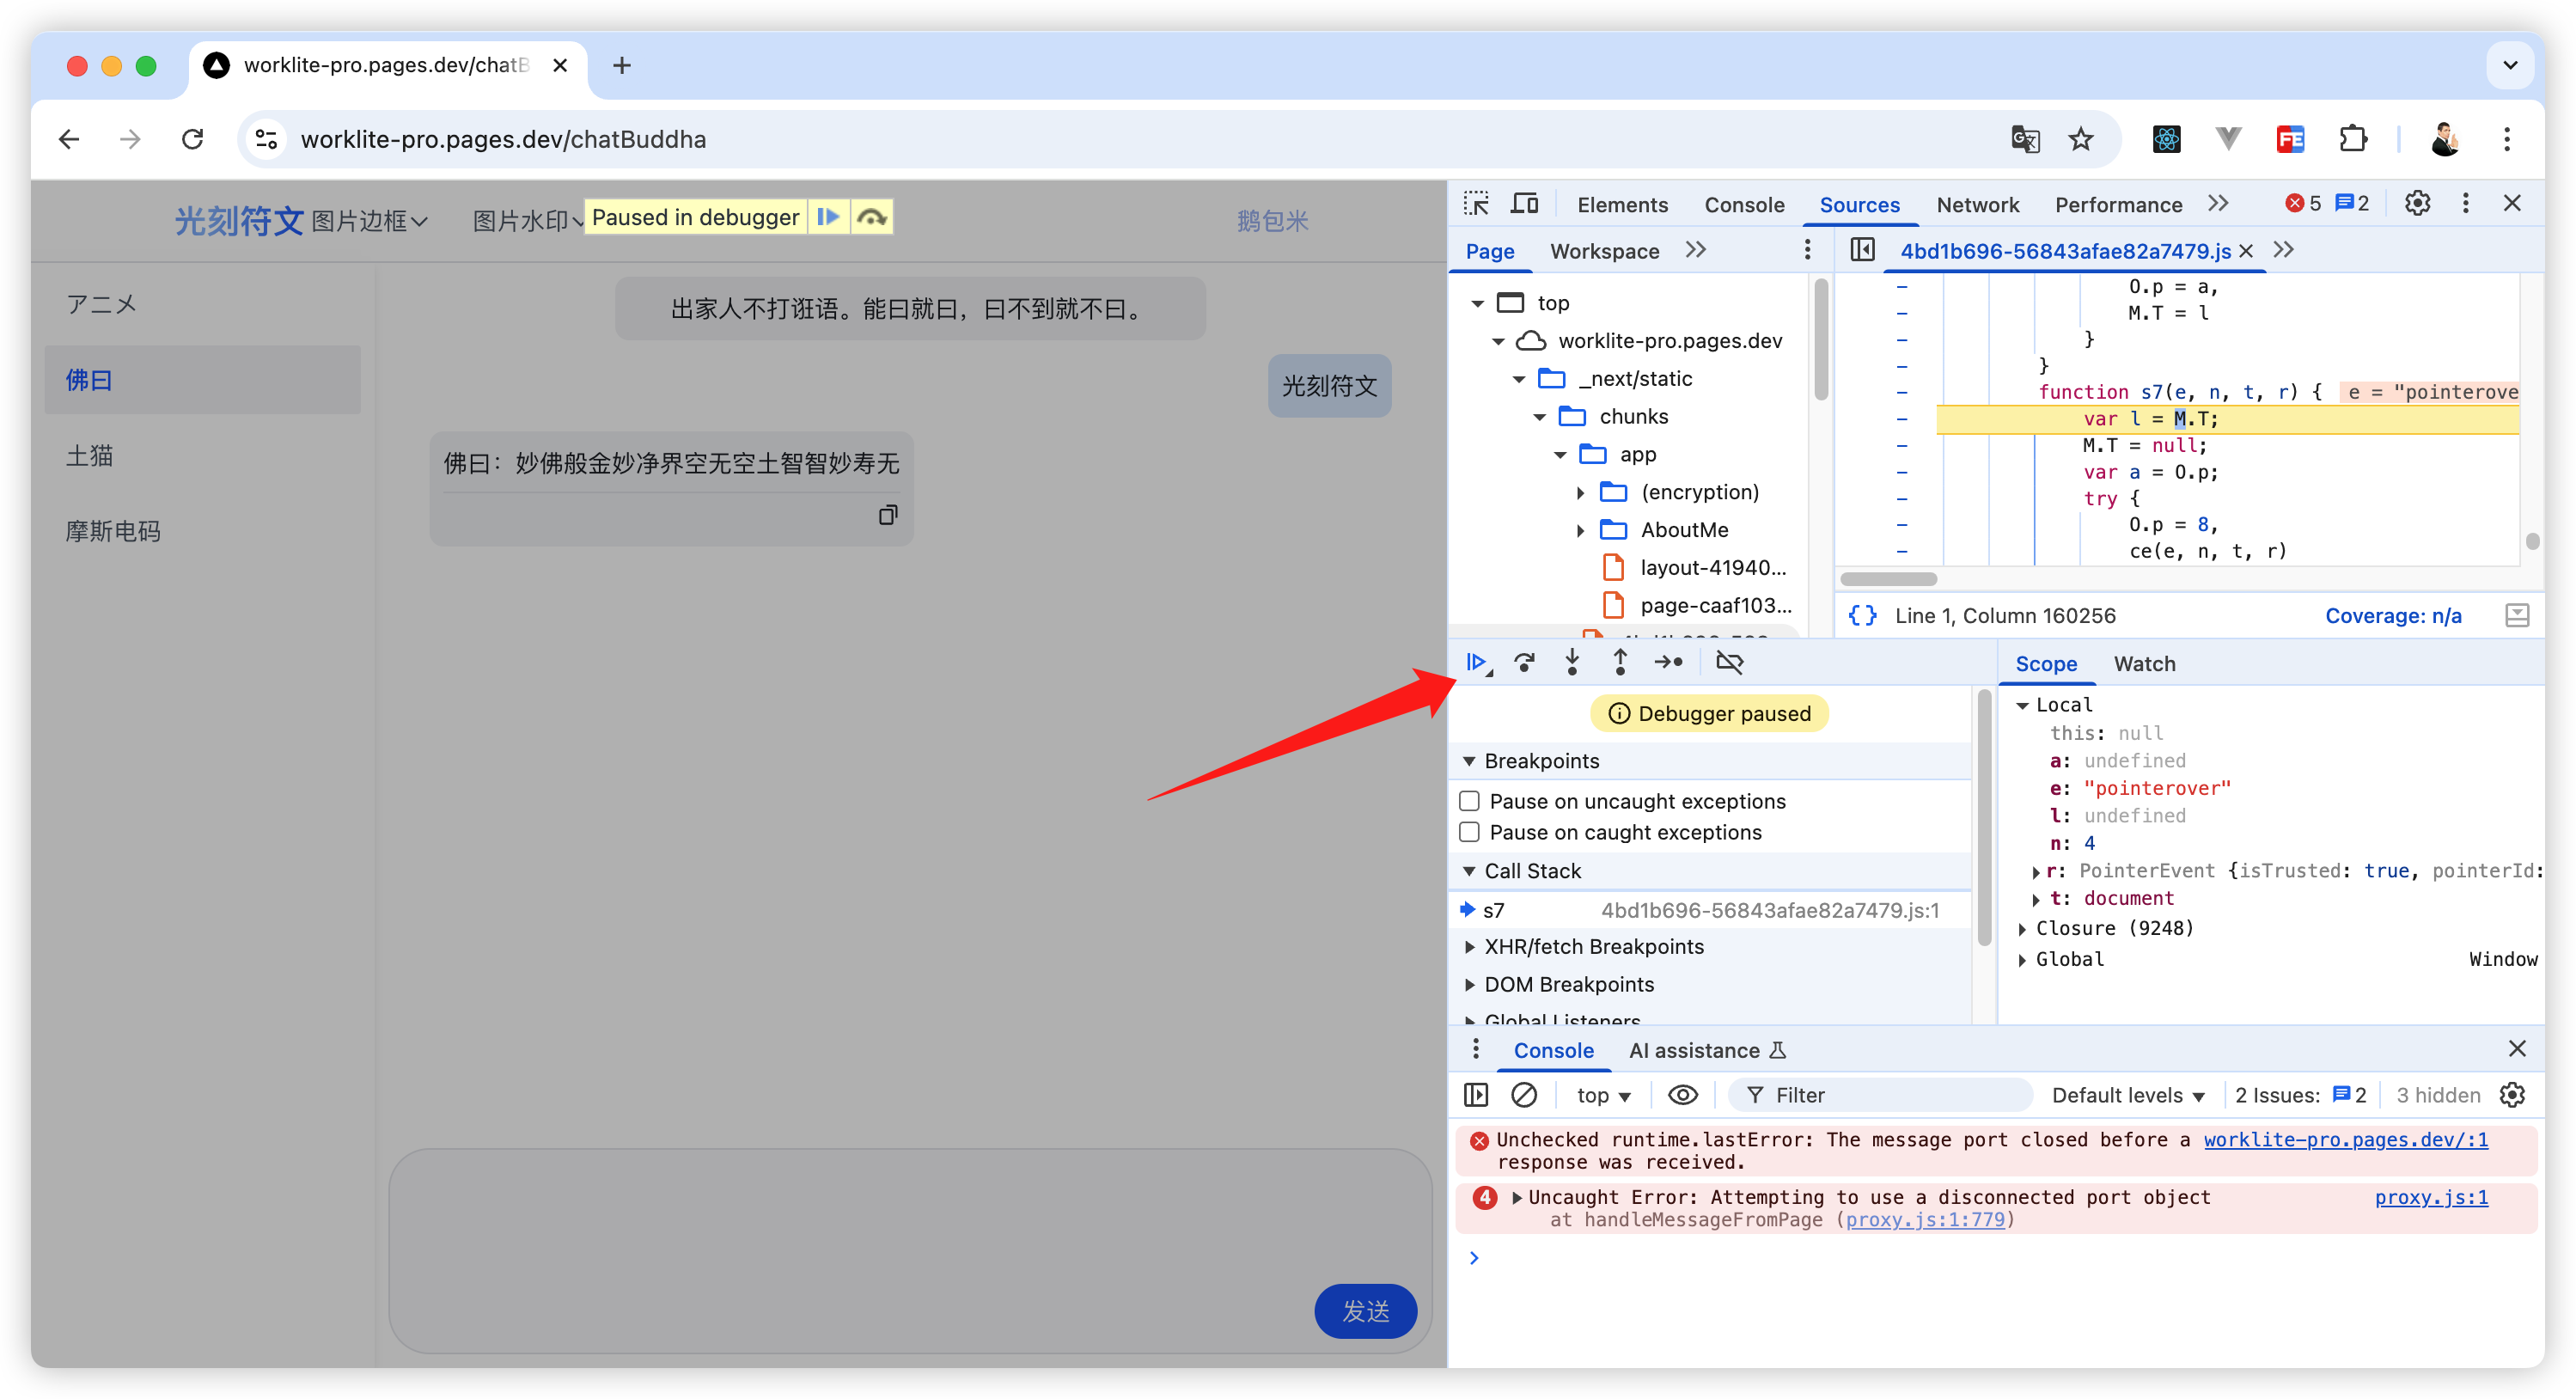 worklite-pro.pages.dev/chatB
worklite-pro.pages.dev/chatBuddha
光刻符文 图片边框 图片水印 Paused in debugger 鹅包米
アニメ
佛曰
土猫
摩斯电码
出家人不打诳语。能曰就曰，曰不到就不曰。
光刻符文
佛曰：妙佛般金妙净界空无空土智智妙寿无
发送
Elements Console Sources Network Performance 5 2
Page Workspace
4bd1b696-56843afae82a7479.js
top
worklite-pro.pages.dev
_next/static
chunks
app
(encryption)
AboutMe
layout-41940...
page-caaf103...
O.p = a,
M.T = l
}
}
function s7(e, n, t, r) { e = "pointerove
var l = M.T;
M.T = null;
var a = O.p;
try {
O.p = 8,
ce(e, n, t, r)
{} Line 1, Column 160256 Coverage: n/a
Debugger paused
Breakpoints
Pause on uncaught exceptions
Pause on caught exceptions
Call Stack
s7 4bd1b696-56843afae82a7479.js:1
XHR/fetch Breakpoints
DOM Breakpoints
Global Listeners
Scope Watch
Local
this: null
a: undefined
e: "pointerover"
l: undefined
n: 4
r: PointerEvent {isTrusted: true, pointerId:
t: document
Closure (9248)
Global Window
Console AI assistance
top Filter Default levels 2 Issues: 2 3 hidden
Unchecked runtime.lastError: The message port closed before a worklite-pro.pages.dev/:1
response was received.
4 Uncaught Error: Attempting to use a disconnected port object proxy.js:1
at handleMessageFromPage (proxy.js:1:779)